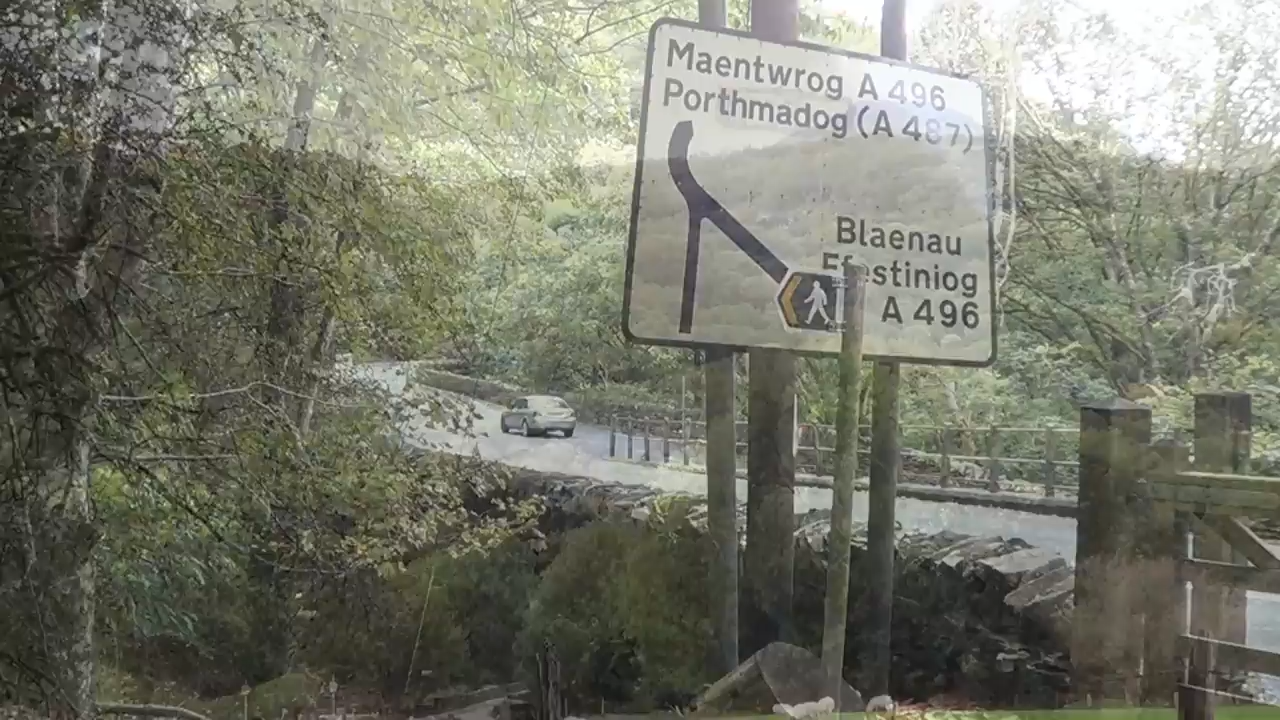 Maentwrog A 496
Porthmadog (A 487)
Blaenau
Ffestiniog
A 496